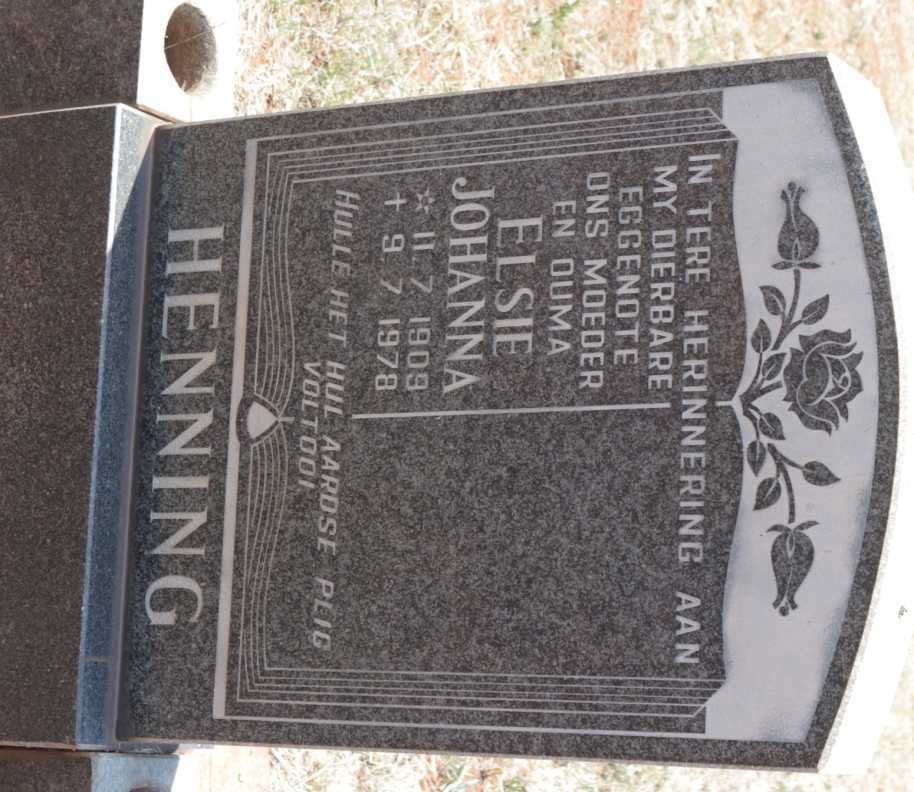 IN TERE HERINNERING AAN
MY DIERBARE
EGGENOTE
ONS MOEDER
EN OUMA
ELSIE
JOHANNA
☆ 11 7 1909
✝ 9 7 1978
HULLE HET HUL AARDSE PLIG
VOLTOOI
HENNING